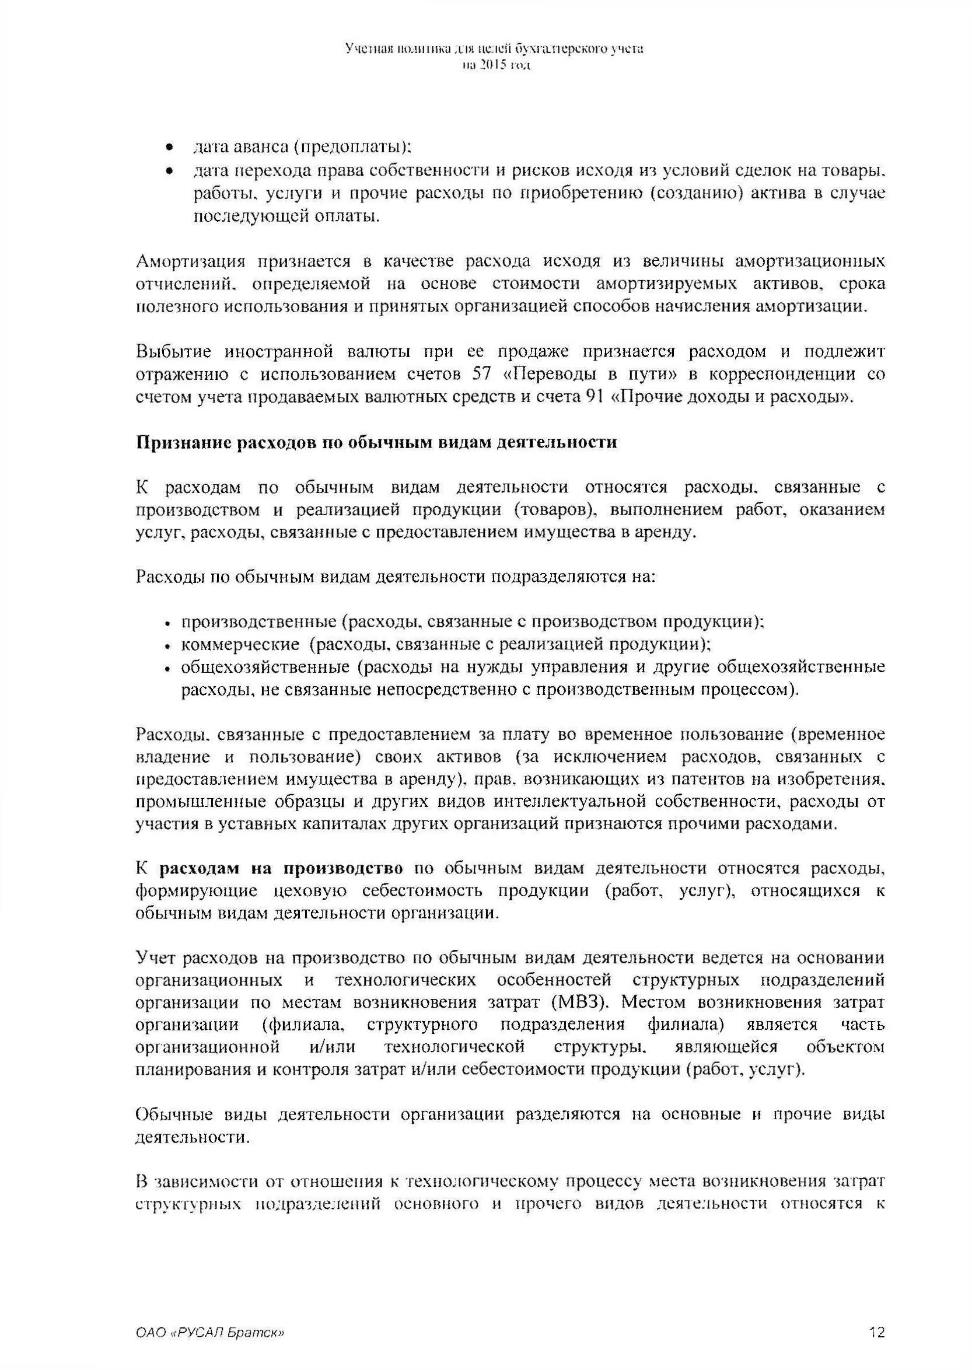 Учетная политика для целей бухгалтерского учета
на 2015 год
• дата аванса (предоплаты);
• дата перехода права собственности и рисков исходя из условий сделок на товары,
работы, услуги и прочие расходы по приобретению (созданию) актива в случае
последующей оплаты.
Амортизация признается в качестве расхода исходя из величины амортизационных
отчислений, определяемой на основе стоимости амортизируемых активов, срока
полезного использования и принятых организацией способов начисления амортизации.
Выбытие иностранной валюты при ее продаже признается расходом и подлежит
отражению с использованием счетов 57 «Переводы в пути» в корреспонденции со
счетом учета продаваемых валютных средств и счета 91 «Прочие доходы и расходы».
Признание расходов по обычным видам деятельности
К расходам по обычным видам деятельности относятся расходы, связанные с
производством и реализацией продукции (товаров), выполнением работ, оказанием
услуг, расходы, связанные с предоставлением имущества в аренду.
Расходы по обычным видам деятельности подразделяются на:
• производственные (расходы, связанные с производством продукции);
• коммерческие (расходы, связанные с реализацией продукции);
• общехозяйственные (расходы на нужды управления и другие общехозяйственные
расходы, не связанные непосредственно с производственным процессом).
Расходы, связанные с предоставлением за плату во временное пользование (временное
владение и пользование) своих активов (за исключением расходов, связанных с
предоставлением имущества в аренду), прав, возникающих из патентов на изобретения,
промышленные образцы и других видов интеллектуальной собственности, расходы от
участия в уставных капиталах других организаций признаются прочими расходами.
К расходам на производство по обычным видам деятельности относятся расходы,
формирующие цеховую себестоимость продукции (работ, услуг), относящихся к
обычным видам деятельности организации.
Учет расходов на производство по обычным видам деятельности ведется на основании
организационных и технологических особенностей структурных подразделений
организации по местам возникновения затрат (МВЗ). Местом возникновения затрат
организации (филиала, структурного подразделения филиала) является часть
организационной и/или технологической структуры, являющейся объектом
планирования и контроля затрат и/или себестоимости продукции (работ, услуг).
Обычные виды деятельности организации разделяются на основные и прочие виды
деятельности.
В зависимости от отношения к технологическому процессу места возникновения затрат
структурных подразделений основного и прочего видов деятельности относятся к
ОАО «РУСАЛ Братск» 12